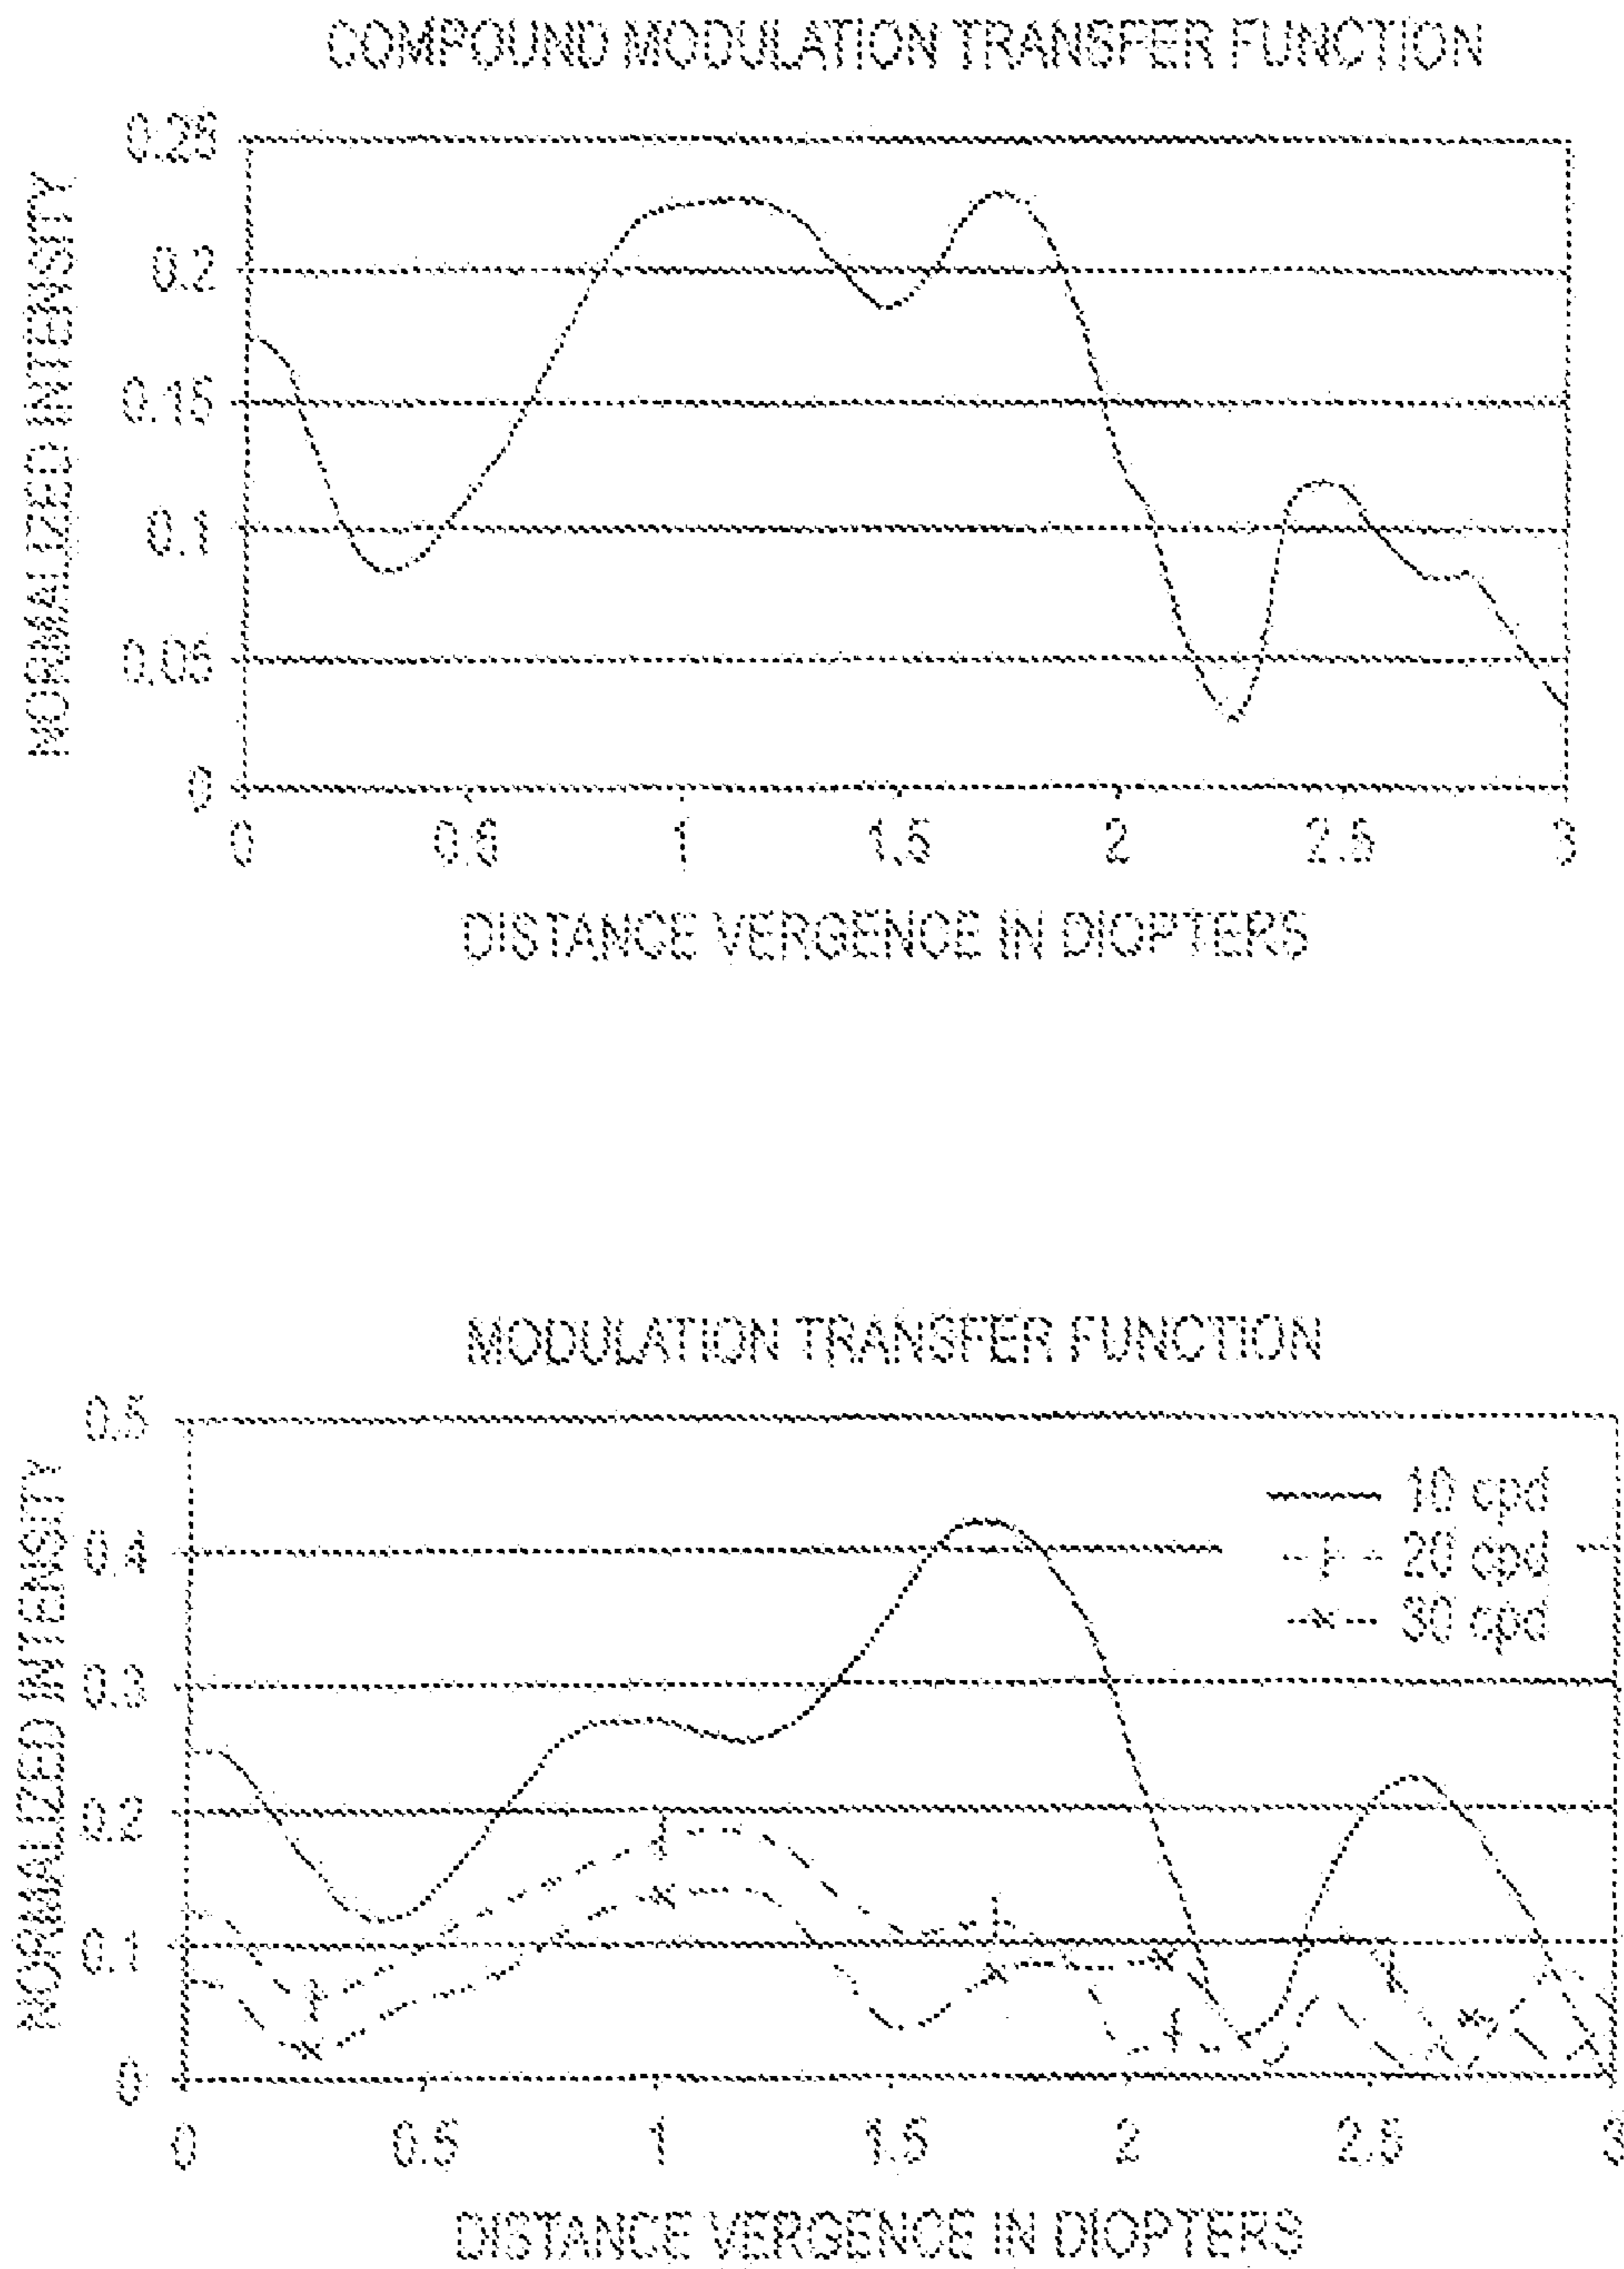 COMPOUND MODULATION TRANSFER FUNCTION
NORMALIZED INTENSITY
0.25
0.2
0.15
0.1
0.05
0
0 0.5 1 1.5 2 2.5 3
DISTANCE VERGENCE IN DIOPTERS
MODULATION TRANSFER FUNCTION
NORMALIZED INTENSITY
0.5
0.4
0.3
0.2
0.1
0
10 cpd
20 cpd
30 cpd
0 0.5 1 1.5 2 2.5 3
DISTANCE VERGENCE IN DIOPTERS